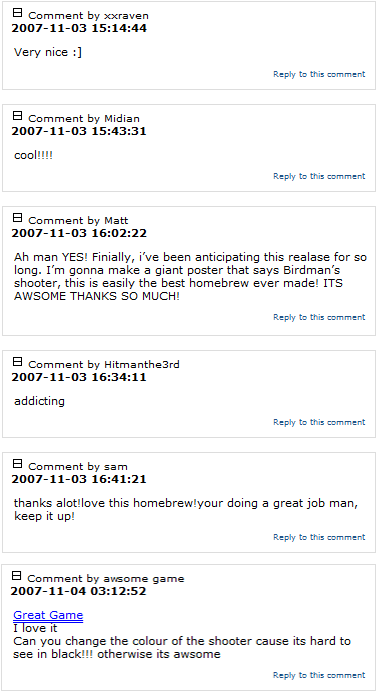 Comment by xxraven
2007-11-03 15:14:44
Very nice :]
Reply to this comment
Comment by Midian
2007-11-03 15:43:31
cool!!!!
Reply to this comment
Comment by Matt
2007-11-03 16:02:22
Ah man YES! Finially, i've been anticipating this realase for so
long. I'm gonna make a giant poster that says Birdman's
shooter, this is easily the best homebrew ever made! ITS
AWSOME THANKS SO MUCH!
Reply to this comment
Comment by Hitmanthe3rd
2007-11-03 16:34:11
addicting
Reply to this comment
Comment by sam
2007-11-03 16:41:21
thanks alot!love this homebrew!your doing a great job man,
keep it up!
Reply to this comment
Comment by awsome game
2007-11-04 03:12:52
Great Game
I love it
Can you change the colour of the shooter cause its hard to
see in black!!! otherwise its awsome
Reply to this comment